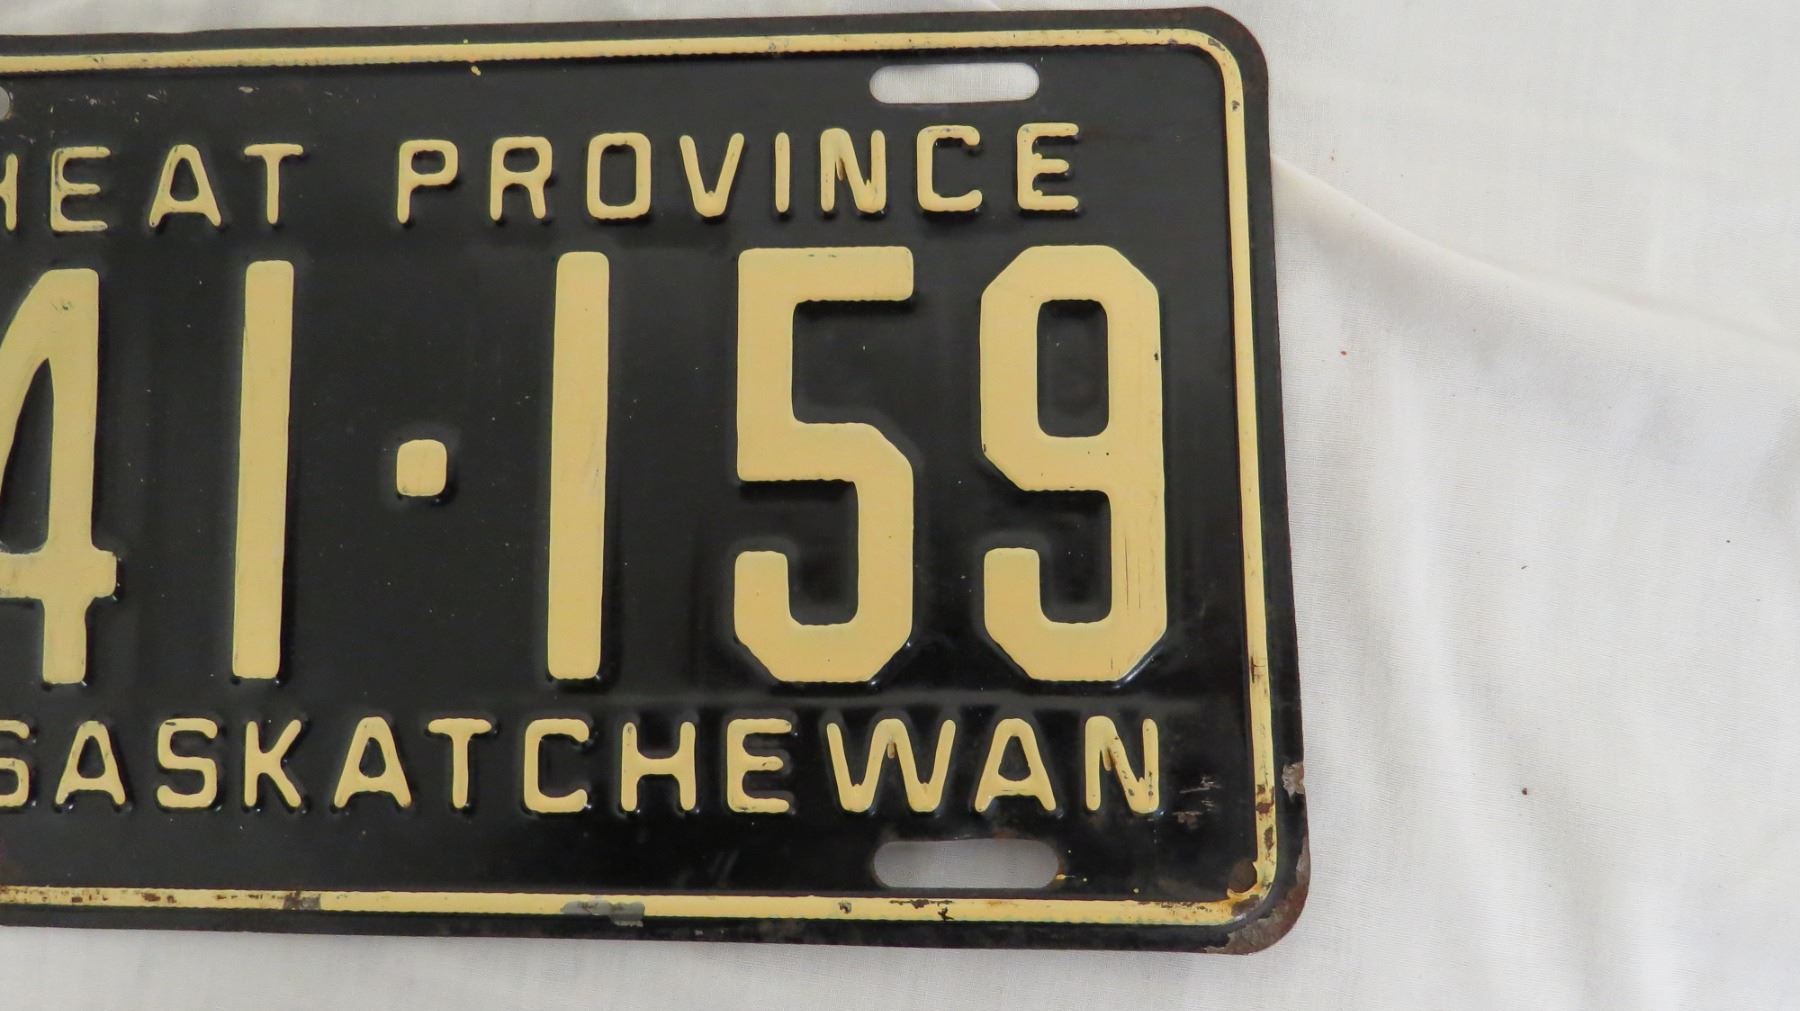 HEAT PROVINCE
41·159
SASKATCHEWAN